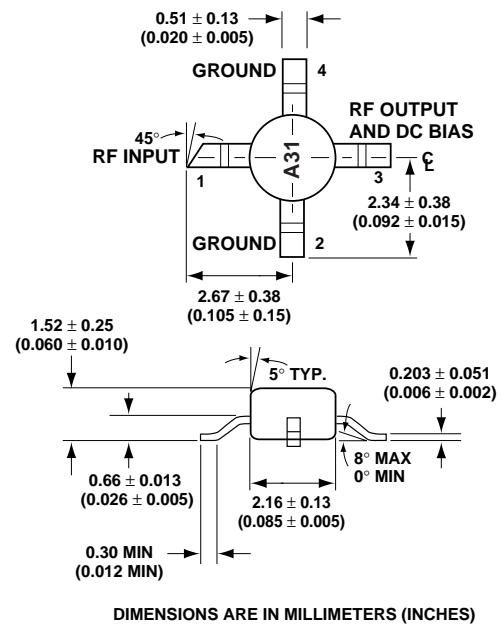 0.51 ± 0.13
(0.020 ± 0.005)
GROUND
4
RF OUTPUT
AND DC BIAS
45°
RF INPUT
A31
C
L
1
3
2.34 ± 0.38
(0.092 ± 0.015)
GROUND
2
2.67 ± 0.38
(0.105 ± 0.15)
1.52 ± 0.25
(0.060 ± 0.010)
5° TYP.
0.203 ± 0.051
(0.006 ± 0.002)
8° MAX
0° MIN
0.66 ± 0.013
(0.026 ± 0.005)
2.16 ± 0.13
(0.085 ± 0.005)
0.30 MIN
(0.012 MIN)
DIMENSIONS ARE IN MILLIMETERS (INCHES)